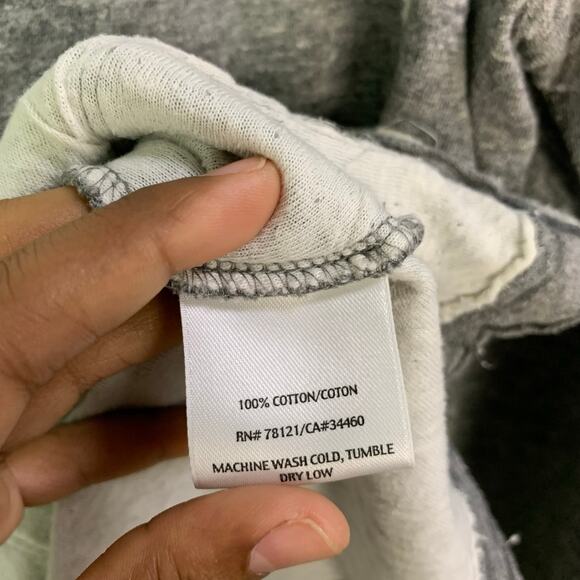 100% COTTON/COTON
RN# 78121/CA#34460
MACHINE WASH COLD, TUMBLE
DRY LOW